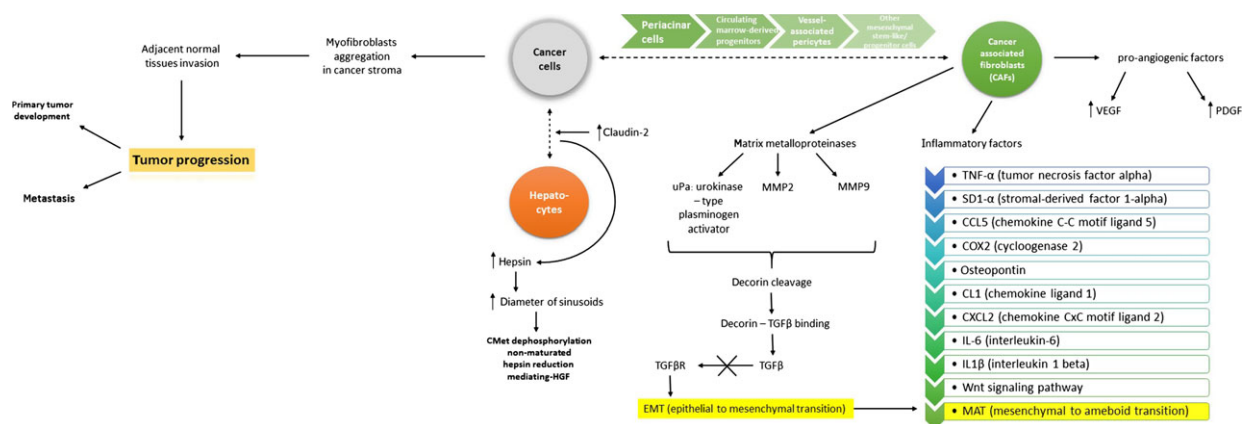 Periacinar
cells
Circulating
marrow-derived
progenitors
Vessel-
associated
pericytes
Other
mesenchymal
stem-like/
progenitor cells
Adjacent normal
tissues invasion
Myofibroblasts
aggregation
in cancer stroma
Cancer
cells
Cancer
associated
fibroblasts
(CAFs)
pro-angiogenic factors
VEGF
PDGF
Primary tumor
development
Tumor progression
Metastasis
Claudin-2
Hepato-
cytes
Hepsin
Diameter of sinusoids
CMet dephosphorylation
non-maturated
hepsin reduction
mediating-HGF
Matrix metalloproteinases
uPa: urokinase
– type
plasminogen
activator
MMP2
MMP9
Decorin cleavage
Decorin – TGFβ binding
TGFβR
TGFβ
EMT (epithelial to mesenchymal transition)
Inflammatory factors
• TNF-α (tumor necrosis factor alpha)
• SD1-α (stromal-derived factor 1-alpha)
• CCL5 (chemokine C-C motif ligand 5)
• COX2 (cycloogenase 2)
• Osteopontin
• CL1 (chemokine ligand 1)
• CXCL2 (chemokine CxC motif ligand 2)
• IL-6 (interleukin-6)
• IL1β (interleukin 1 beta)
• Wnt signaling pathway
• MAT (mesenchymal to ameboid transition)